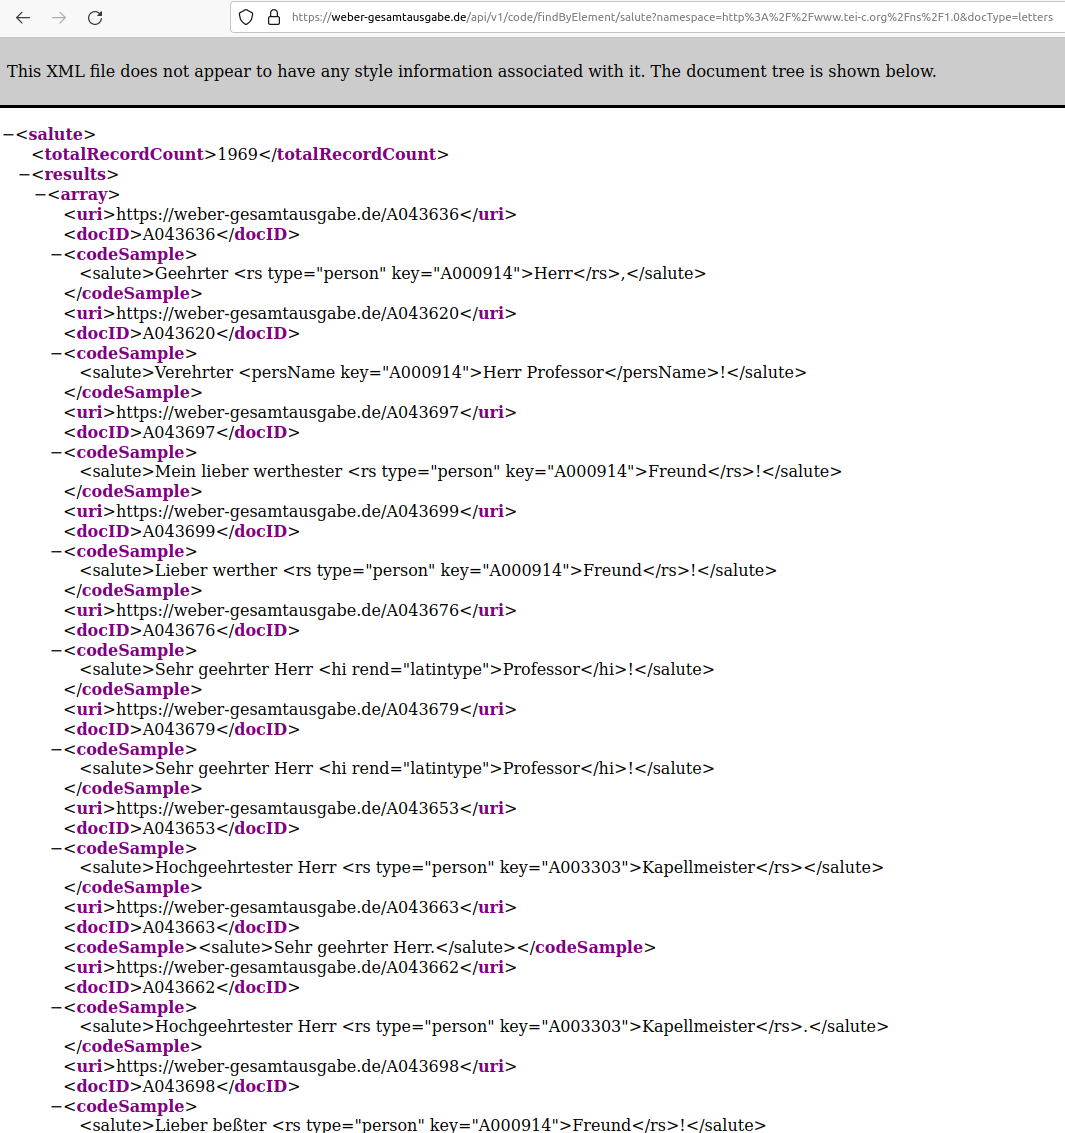 https://weber-gesamtausgabe.de/api/v1/code/findByElement/salute?namespace=http%3A%2F%2Fwww.tei-c.org%2Fns%2F1.0&docType=letters
This XML file does not appear to have any style information associated with it. The document tree is shown below.
−<salute>
<totalRecordCount>1969</totalRecordCount>
−<results>
−<array>
<uri>https://weber-gesamtausgabe.de/A043636</uri>
<docID>A043636</docID>
−<codeSample>
<salute>Geehrter <rs type="person" key="A000914">Herr</rs>,</salute>
</codeSample>
<uri>https://weber-gesamtausgabe.de/A043620</uri>
<docID>A043620</docID>
−<codeSample>
<salute>Verehrter <persName key="A000914">Herr Professor</persName>!</salute>
</codeSample>
<uri>https://weber-gesamtausgabe.de/A043697</uri>
<docID>A043697</docID>
−<codeSample>
<salute>Mein lieber werthester <rs type="person" key="A000914">Freund</rs>!</salute>
</codeSample>
<uri>https://weber-gesamtausgabe.de/A043699</uri>
<docID>A043699</docID>
−<codeSample>
<salute>Lieber werther <rs type="person" key="A000914">Freund</rs>!</salute>
</codeSample>
<uri>https://weber-gesamtausgabe.de/A043676</uri>
<docID>A043676</docID>
−<codeSample>
<salute>Sehr geehrter Herr <hi rend="latintype">Professor</hi>!</salute>
</codeSample>
<uri>https://weber-gesamtausgabe.de/A043679</uri>
<docID>A043679</docID>
−<codeSample>
<salute>Sehr geehrter Herr <hi rend="latintype">Professor</hi>!</salute>
</codeSample>
<uri>https://weber-gesamtausgabe.de/A043653</uri>
<docID>A043653</docID>
−<codeSample>
<salute>Hochgeehrtester Herr <rs type="person" key="A003303">Kapellmeister</rs></salute>
</codeSample>
<uri>https://weber-gesamtausgabe.de/A043663</uri>
<docID>A043663</docID>
<codeSample><salute>Sehr geehrter Herr.</salute></codeSample>
<uri>https://weber-gesamtausgabe.de/A043662</uri>
<docID>A043662</docID>
−<codeSample>
<salute>Hochgeehrtester Herr <rs type="person" key="A003303">Kapellmeister</rs>.</salute>
</codeSample>
<uri>https://weber-gesamtausgabe.de/A043698</uri>
<docID>A043698</docID>
−<codeSample>
<salute>Lieber beßter <rs type="person" key="A000914">Freund</rs>!</salute>